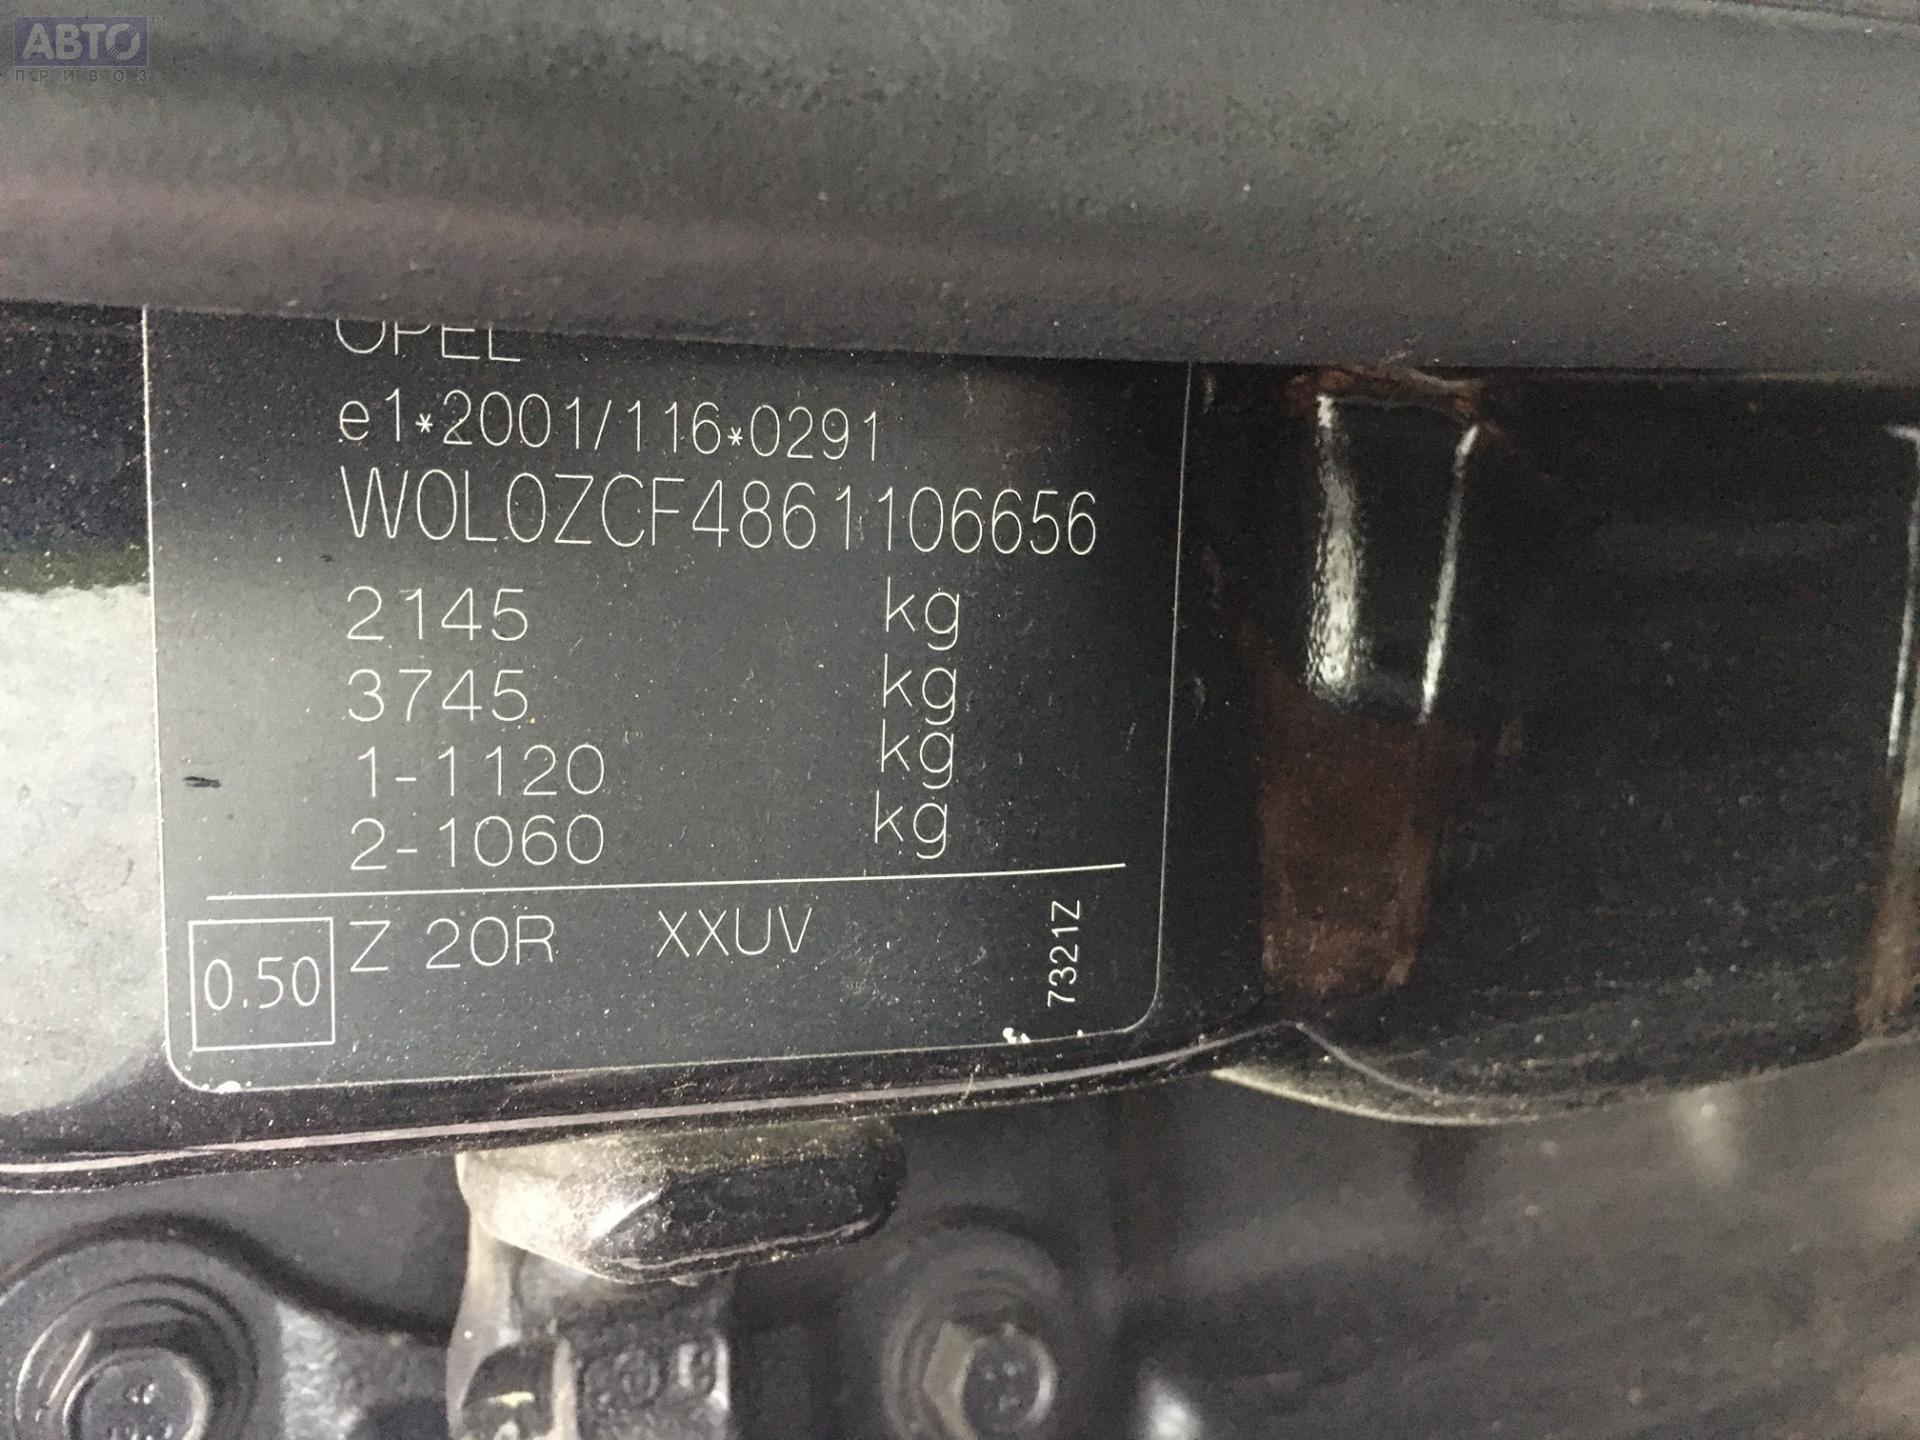 АВТО
ПРИВОЗ
OPEL
e1*2001/116*0291
W0L0ZCF4861106656
2145 kg
3745 kg
1-1120 kg
2-1060 kg
0.50 Z 20R XXUV
7321Z